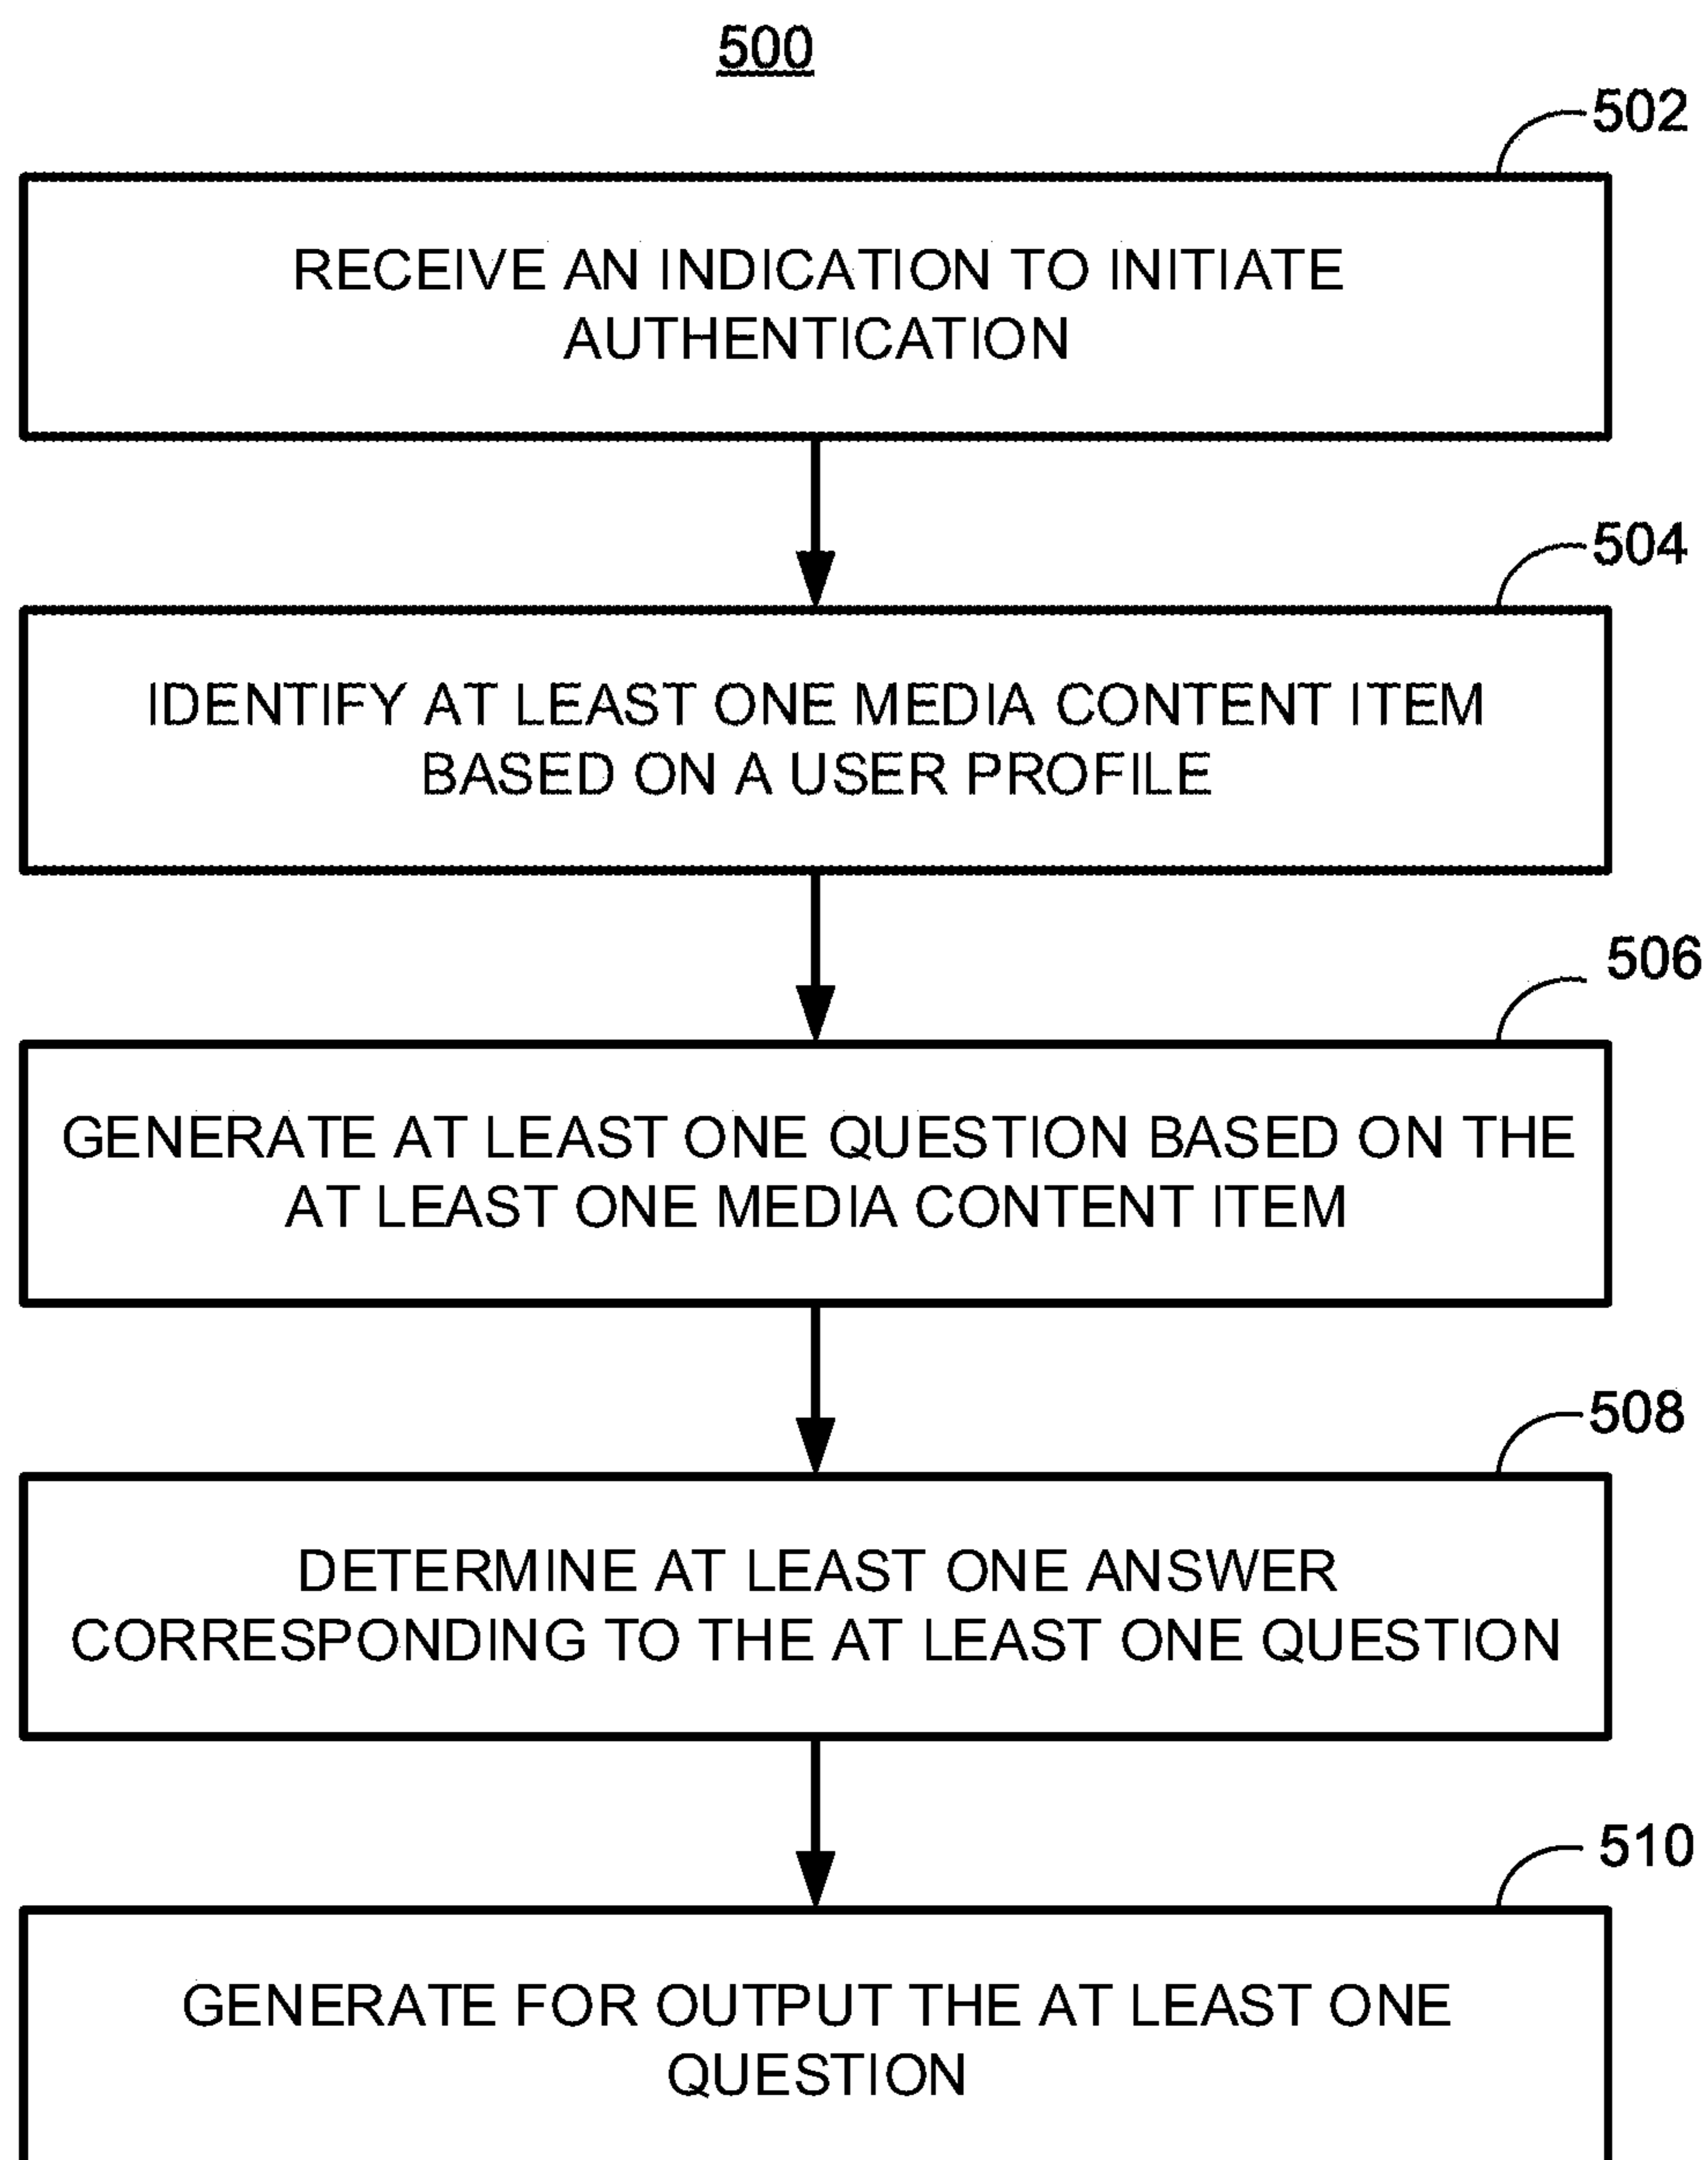 500
502
RECEIVE AN INDICATION TO INITIATE
AUTHENTICATION
504
IDENTIFY AT LEAST ONE MEDIA CONTENT ITEM
BASED ON A USER PROFILE
506
GENERATE AT LEAST ONE QUESTION BASED ON THE
AT LEAST ONE MEDIA CONTENT ITEM
508
DETERMINE AT LEAST ONE ANSWER
CORRESPONDING TO THE AT LEAST ONE QUESTION
510
GENERATE FOR OUTPUT THE AT LEAST ONE
QUESTION